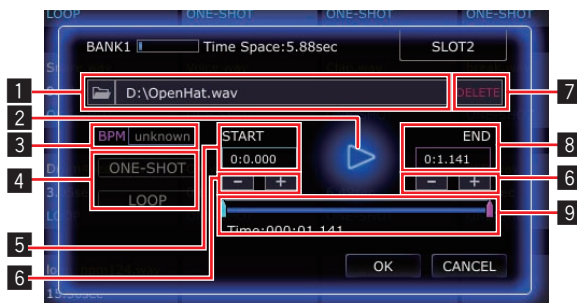 LOOP ONE-SHOT ONE-SHOT ONE-SHOT
BANK1 Time Space:5.88sec SLOT2
1 D:\OpenHat.wav DELETE 7
2
3 BPM unknown START END 8
0:0.000 0:1.141
4 ONE-SHOT - + - + 6
LOOP
5 Time:000:01.141 9
6
OK CANCEL
15.50sec